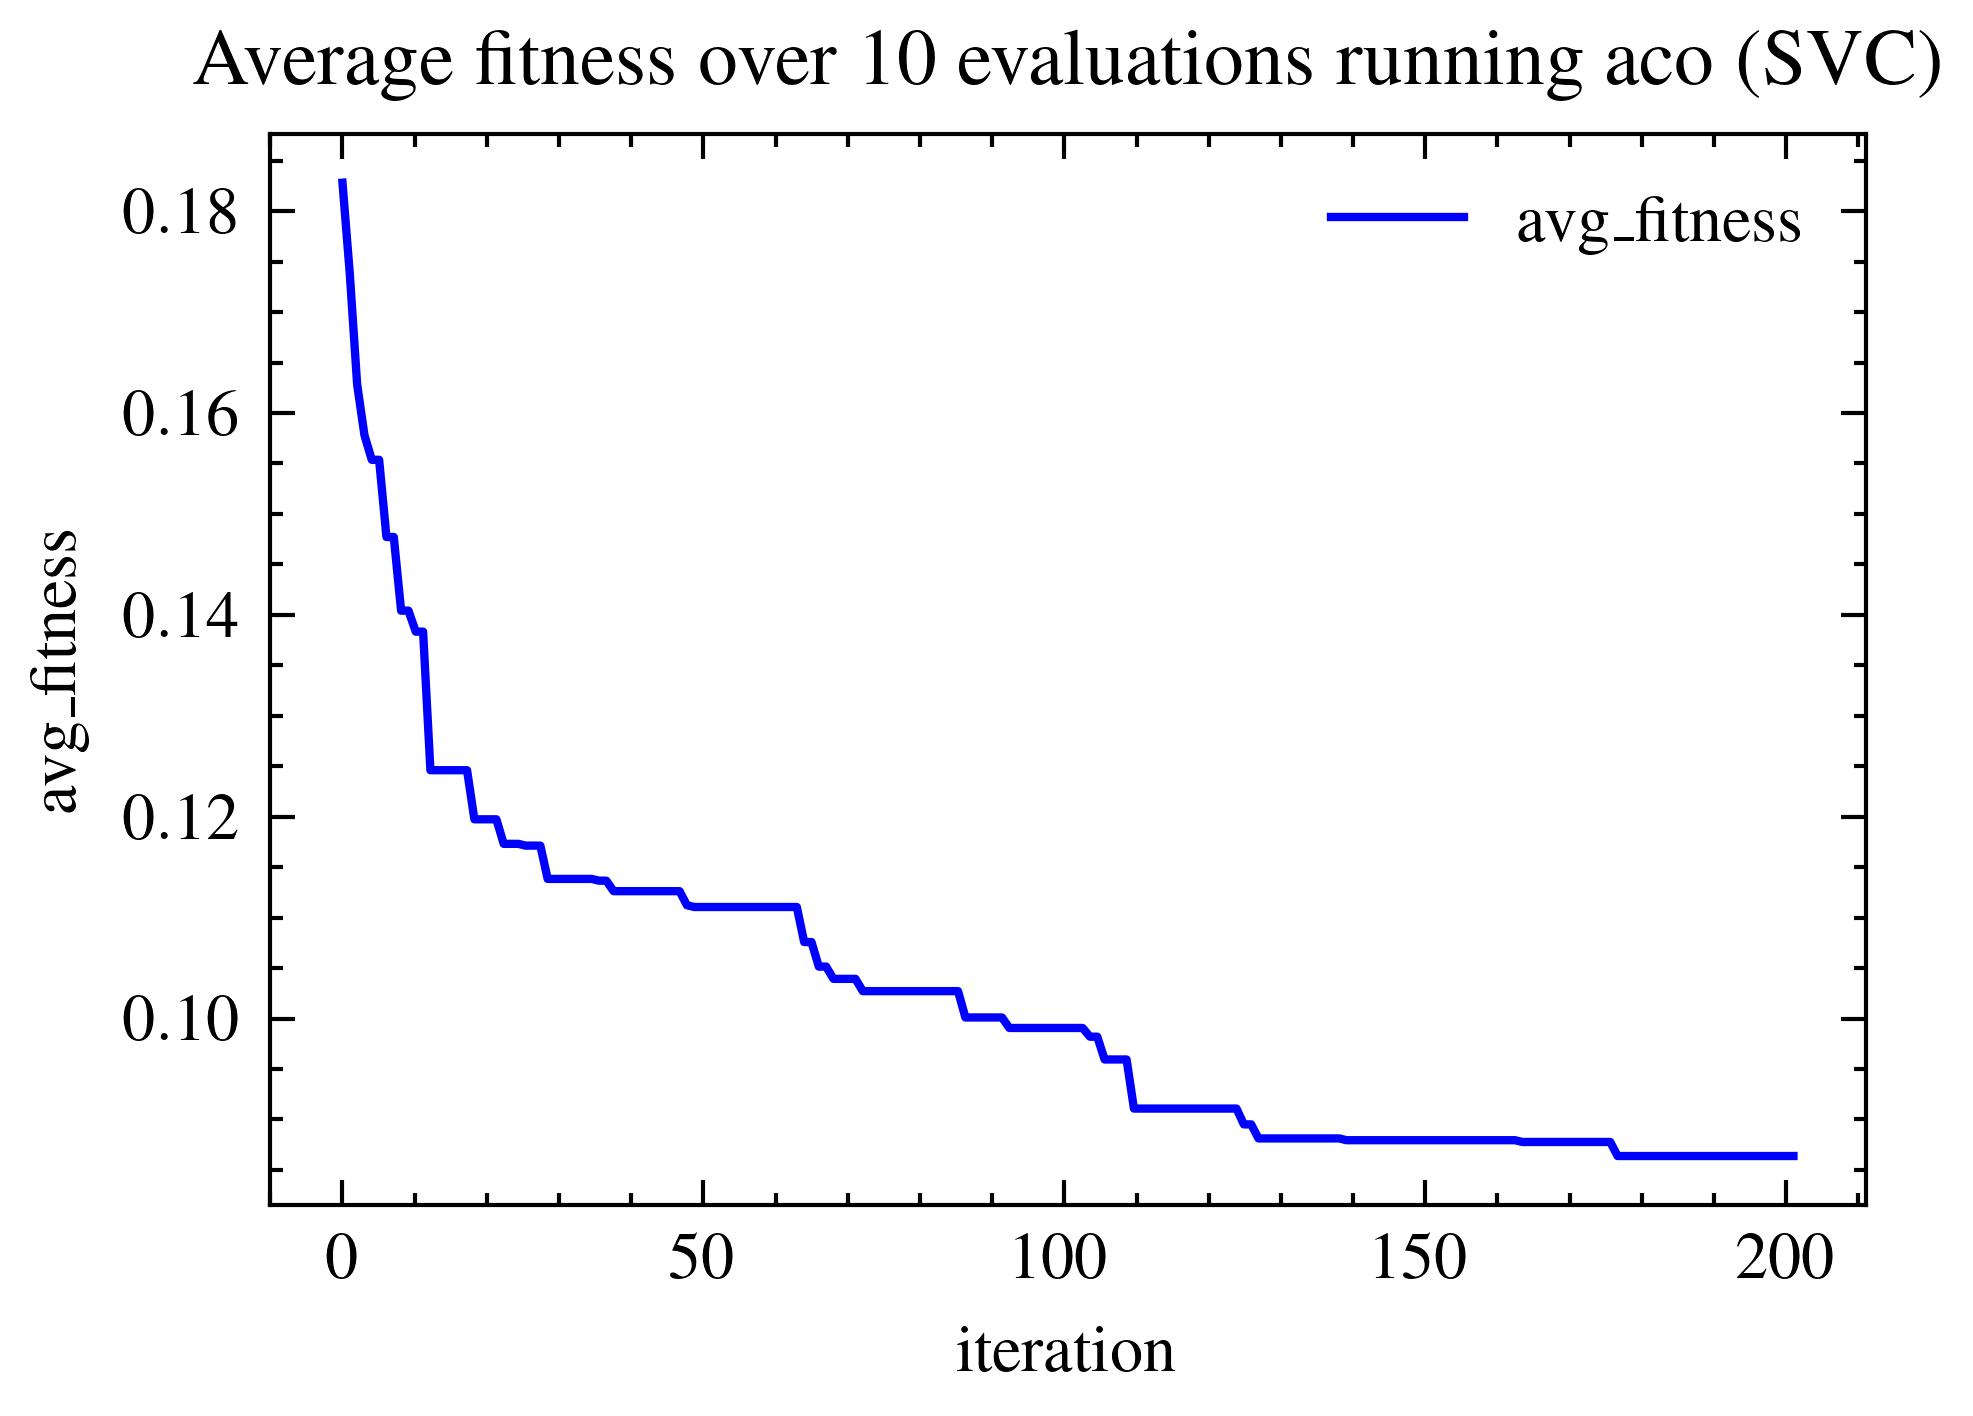 Average fitness over 10 evaluations running aco (SVC)
avg_fitness
avg_fitness
0.18
0.16
0.14
0.12
0.10
0 50 100 150 200
iteration